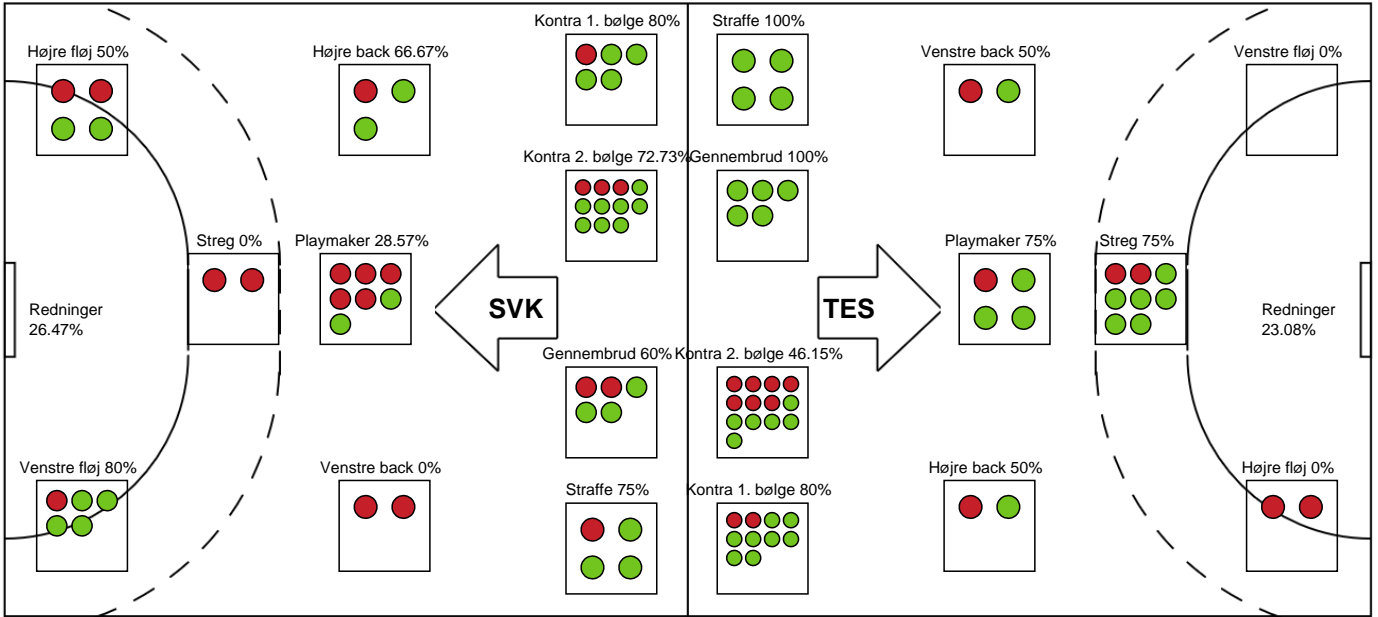 Kontra 1. bølge 80%
Straffe 100%
Højre fløj 50%
Højre back 66.67%
Venstre back 50%
Venstre fløj 0%
Kontra 2. bølge 72.73%
Gennembrud 100%
Streg 0%
Playmaker 28.57%
Playmaker 75%
Streg 75%
Redninger
26.47%
SVK
TES
Redninger
23.08%
Gennembrud 60%
Kontra 2. bølge 46.15%
Venstre fløj 80%
Venstre back 0%
Straffe 75%
Kontra 1. bølge 80%
Højre back 50%
Højre fløj 0%